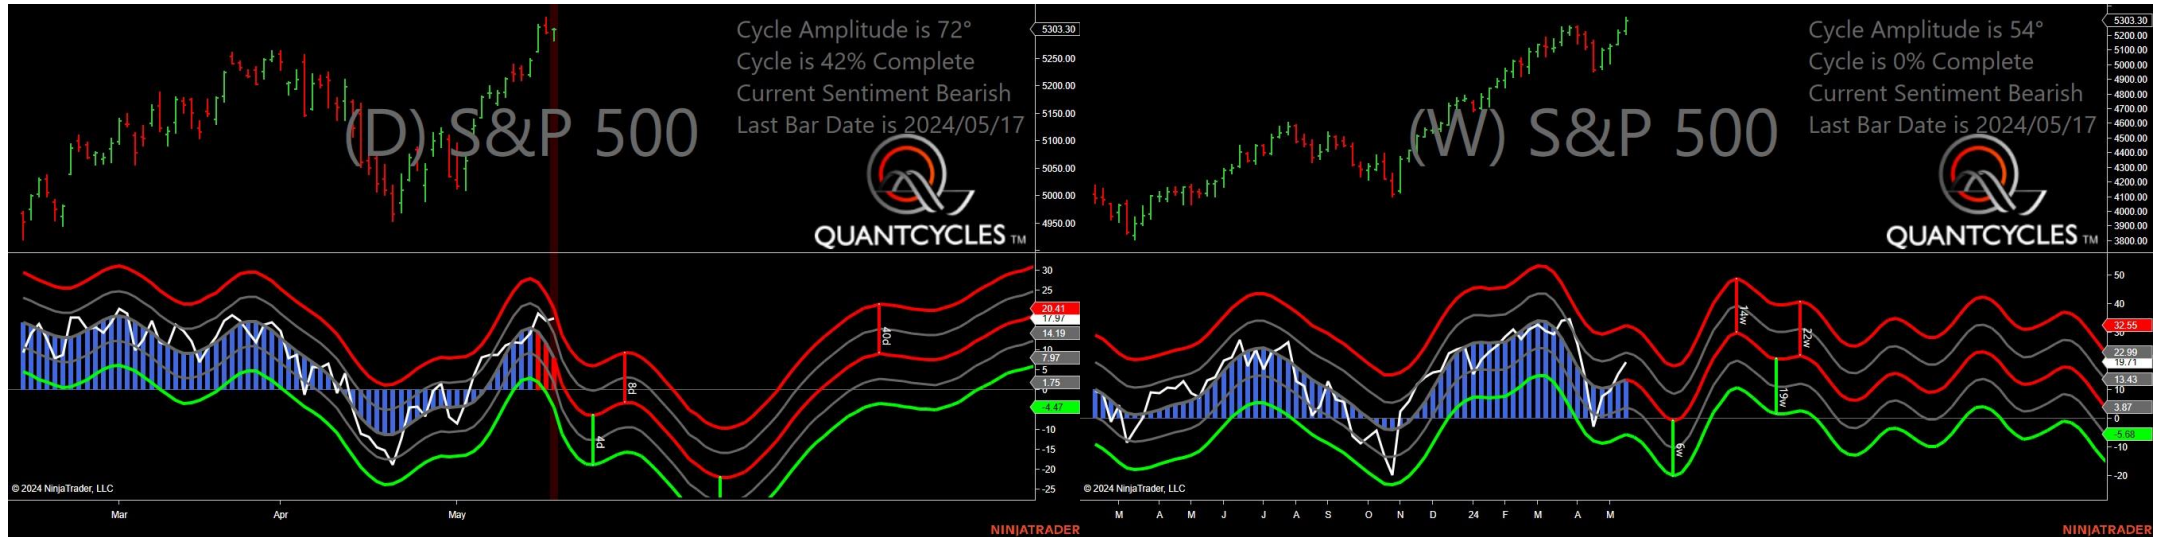 Cycle Amplitude is 72°
Cycle is 42% Complete
Current Sentiment Bearish
Last Bar Date is 2024/05/17
(D) S&P 500
QUANTCYCLES TM
5303.30
5250.00
5200.00
5150.00
5100.00
5050.00
5000.00
4950.00
30
25
20.41
17.97
14.19
10
7.97
5
1.75
-4.47
-10
-15
-20
-25
4d
8d
40d
© 2024 NinjaTrader, LLC
Mar
Apr
May
NINJATRADER
Cycle Amplitude is 54°
Cycle is 0% Complete
Current Sentiment Bearish
Last Bar Date is 2024/05/17
(W) S&P 500
QUANTCYCLES TM
5303.30
5200.00
5100.00
5000.00
4900.00
4800.00
4700.00
4600.00
4500.00
4400.00
4300.00
4200.00
4100.00
4000.00
3900.00
3800.00
50
40
32.55
22.99
19.71
13.43
10
3.87
0
-5.68
-10
-20
6w
14w
19w
22w
© 2024 NinjaTrader, LLC
M A M J J A S O N D 24 F M A M
NINJATRADER